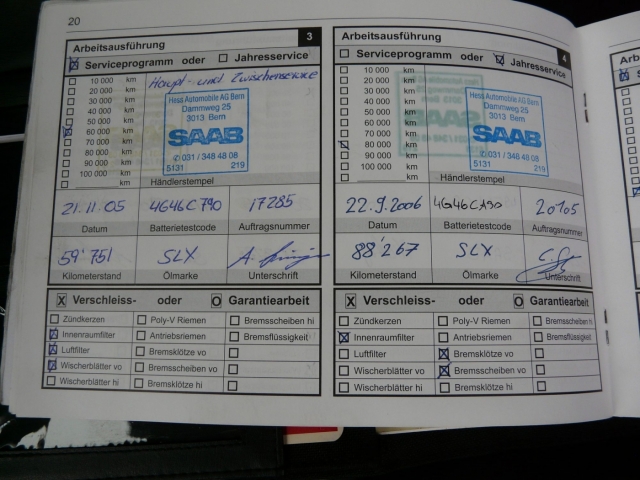 20
3
Arbeitsausführung
Serviceprogramm oder Jahresservice
10 000 km
20 000 km
30 000 km
40 000 km
50 000 km
60 000 km
70 000 km
80 000 km
90 000 km
100 000 km
km
Haupt- und Zwischenservice
Hess Automobile AG Bern
Dammweg 25
3013 Bern
SAAB
031 / 348 48 08
5131 219
Händlerstempel
21.11.05 4G46C790 17285
Datum Batterietestcode Auftragsnummer
59'751 SLX
Kilometerstand Ölmarke Unterschrift
X Verschleiss- oder O Garantiearbeit
Zündkerzen Poly-V Riemen Bremsscheiben hi
Innenraumfilter Antriebsriemen Bremsflüssigkeit
Luftfilter Bremsklötze vo
Wischerblätter vo Bremsscheiben vo
Wischerblätter hi Bremsklötze hi
4
Arbeitsausführung
Serviceprogramm oder Jahresservice
10 000 km
20 000 km
30 000 km
40 000 km
50 000 km
60 000 km
70 000 km
80 000 km
90 000 km
100 000 km
km
Hess Automobile AG Bern
Dammweg 25
3013 Bern
SAAB
031 / 348 48 08
5131 219
Händlerstempel
22.9.2006 4G46CA90 20105
Datum Batterietestcode Auftragsnummer
88'267 SLX
Kilometerstand Ölmarke Unterschrift
X Verschleiss- oder O Garantiearbeit
Zündkerzen Poly-V Riemen Bremsscheiben hi
Innenraumfilter Antriebsriemen Bremsflüssigkeit
Luftfilter Bremsklötze vo
Wischerblätter vo Bremsscheiben vo
Wischerblätter hi Bremsklötze hi